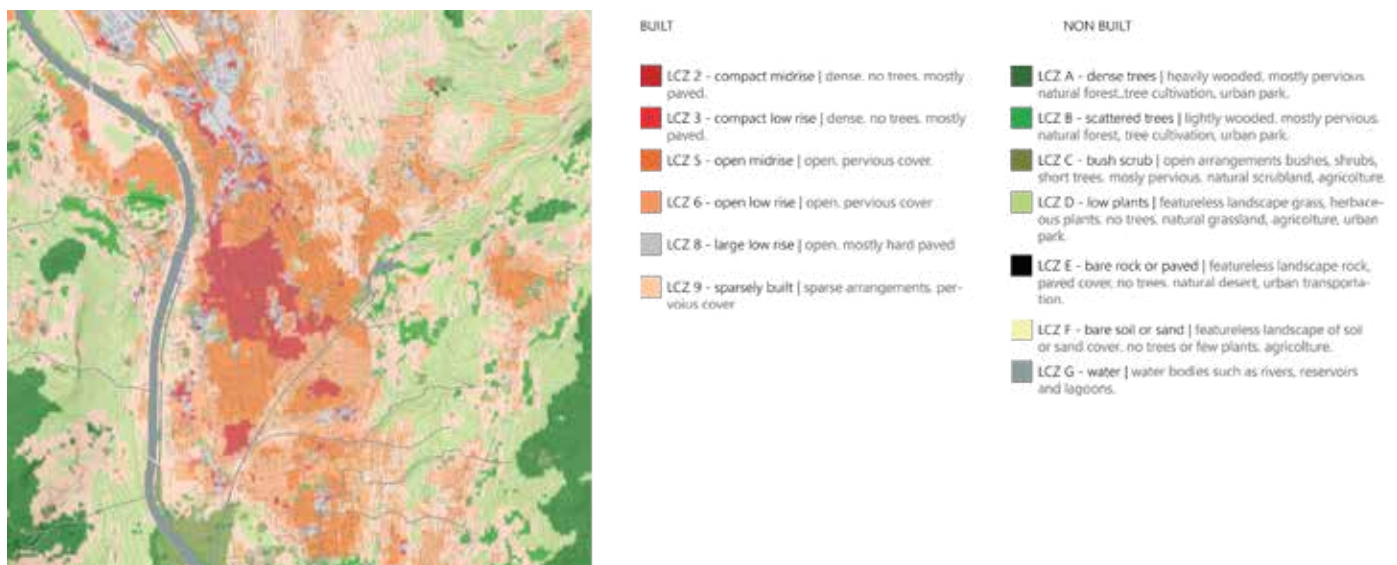 BUILT
LCZ 2 - compact midrise | dense. no trees. mostly
paved.
LCZ 3 - compact low rise | dense. no trees. mostly
paved.
LCZ 5 - open midrise | open. pervious cover.
LCZ 6 - open low rise | open. pervious cover
LCZ 8 - large low rise | open. mostly hard paved
LCZ 9 - sparsely built | sparse arrangements. per-
voius cover
NON BUILT
LCZ A - dense trees | heavily wooded, mostly pervious
natural forest,.tree cultivation, urban park.
LCZ B - scattered trees | lightly wooded. mostly pervious.
natural forest, tree cultivation, urban park.
LCZ C - bush scrub | open arrangements bushes, shrubs,
short trees. mosly pervious. natural scrubland, agricolture.
LCZ D - low plants | featureless landscape grass, herbace-
ous plants. no trees. natural grassland, agricolture, urban
park.
LCZ E - bare rock or paved | featureless landscape rock,
paved cover. no trees. natural desert, urban transporta-
tion.
LCZ F - bare soil or sand | featureless landscape of soil
or sand cover. no trees or few plants. agricolture.
LCZ G - water | water bodies such as rivers, reservoirs
and lagoons.